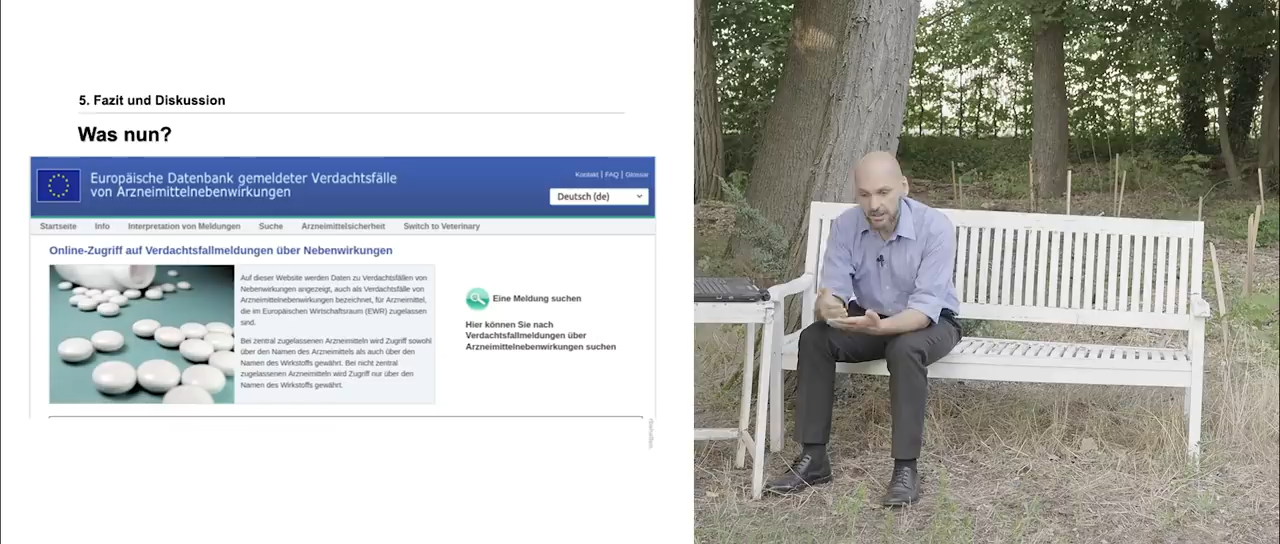 5. Fazit und Diskussion
Was nun?
Europäische Datenbank gemeldeter Verdachtsfälle
von Arzneimittelnebenwirkungen
Kontakt | FAQ | Glossar
Deutsch (de)
Startseite Info Interpretation von Meldungen Suche Arzneimittelsicherheit Switch to Veterinary
Online-Zugriff auf Verdachtsfallmeldungen über Nebenwirkungen
Auf dieser Website werden Daten zu Verdachtsfällen von
Nebenwirkungen angezeigt, auch als Verdachtsfälle von
Arzneimittelnebenwirkungen bezeichnet, für Arzneimittel,
die im Europäischen Wirtschaftsraum (EWR) zugelassen
sind.
Bei zentral zugelassenen Arzneimitteln wird Zugriff sowohl
über den Namen des Arzneimittels als auch über den
Namen des Wirkstoffs gewährt. Bei nicht zentral
zugelassenen Arzneimitteln wird Zugriff nur über den
Namen des Wirkstoffs gewährt.
Eine Meldung suchen
Hier können Sie nach
Verdachtsfallmeldungen über
Arzneimittelnebenwirkungen suchen